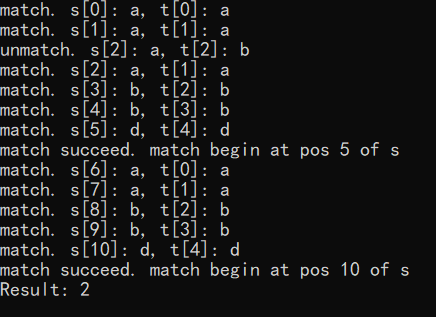 match. s[0]: a, t[0]: a
match. s[1]: a, t[1]: a
unmatch. s[2]: a, t[2]: b
match. s[2]: a, t[1]: a
match. s[3]: b, t[2]: b
match. s[4]: b, t[3]: b
match. s[5]: d, t[4]: d
match succeed. match begin at pos 5 of s
match. s[6]: a, t[0]: a
match. s[7]: a, t[1]: a
match. s[8]: b, t[2]: b
match. s[9]: b, t[3]: b
match. s[10]: d, t[4]: d
match succeed. match begin at pos 10 of s
Result: 2